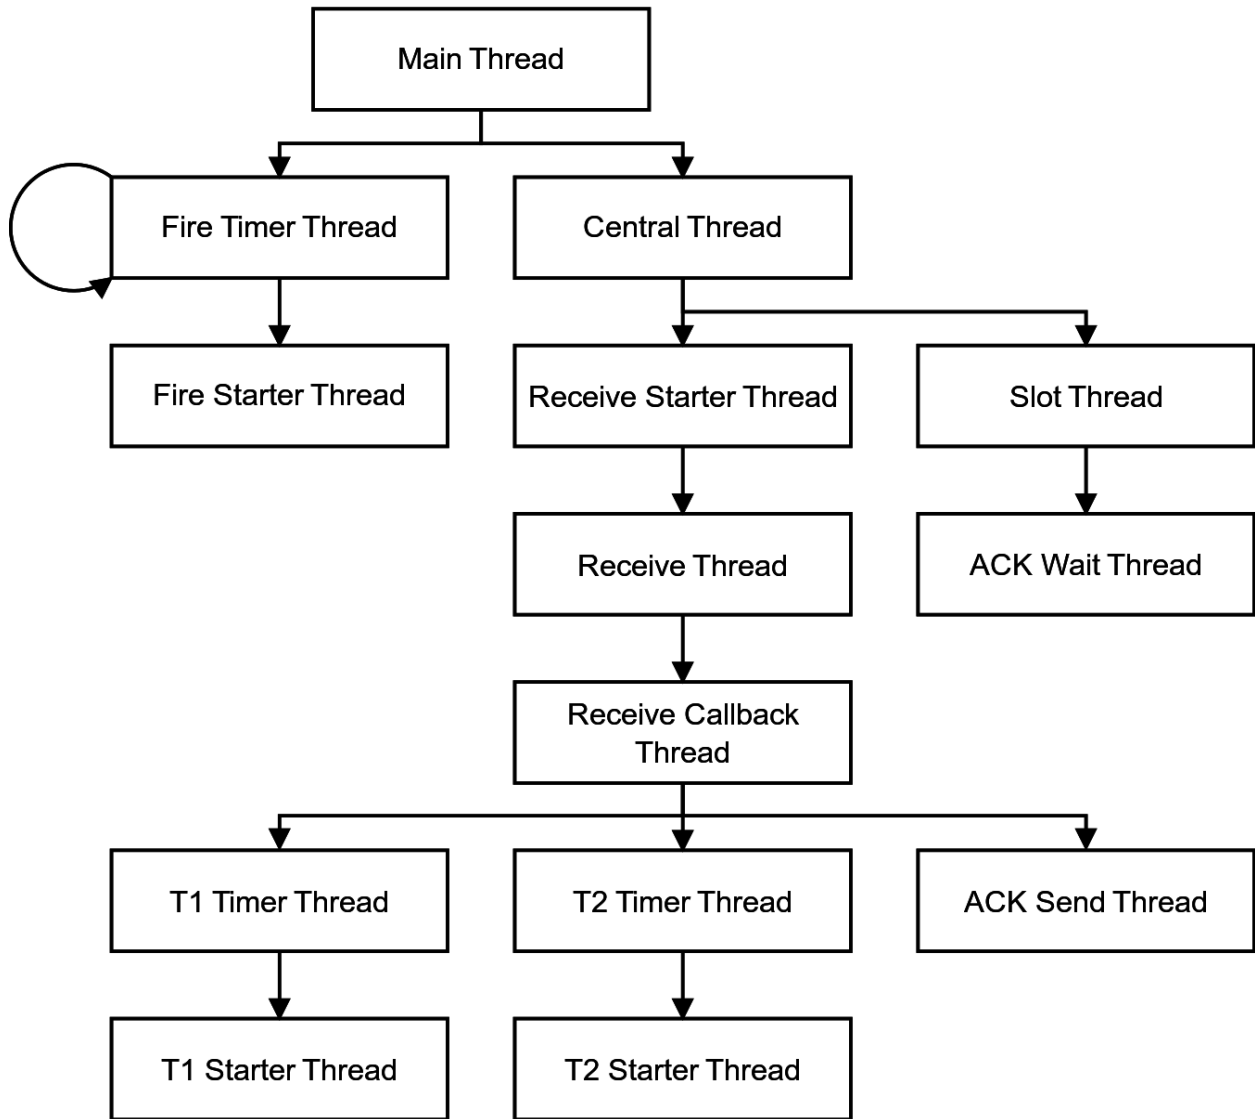 Main Thread
Fire Timer Thread
Central Thread
Fire Starter Thread
Receive Starter Thread
Slot Thread
Receive Thread
ACK Wait Thread
Receive Callback
Thread
T1 Timer Thread
T2 Timer Thread
ACK Send Thread
T1 Starter Thread
T2 Starter Thread